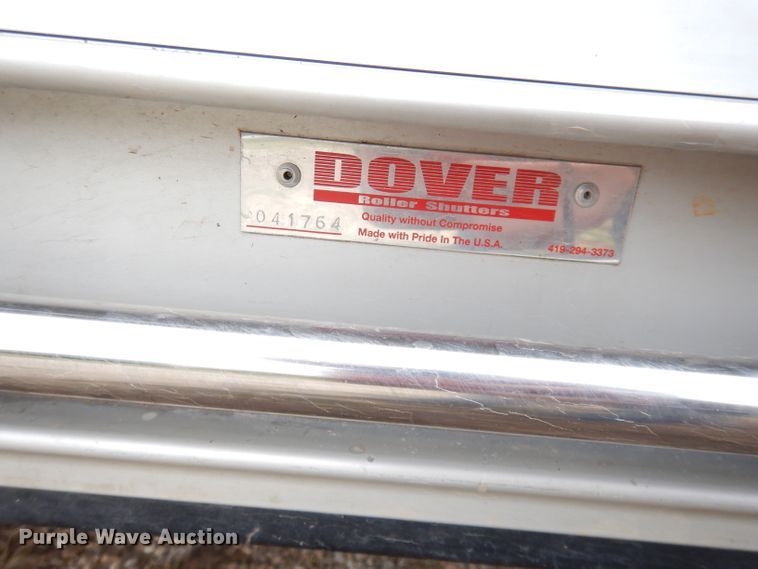 DOVER
Roller Shutters
041764
Quality without Compromise
Made with Pride In The U.S.A.
419-294-3373
Purple Wave Auction